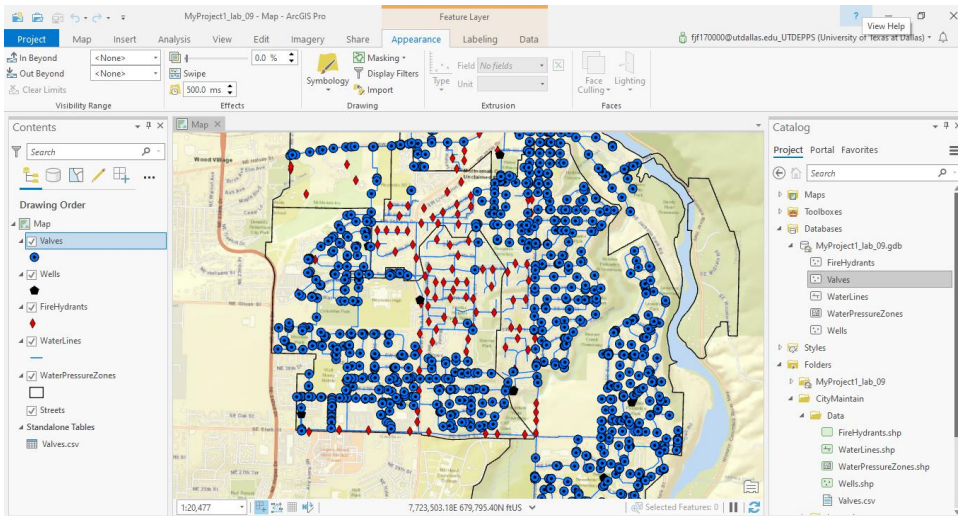 MyProject1_lab_09 - Map - ArcGIS Pro
Feature Layer
?
View Help
Project Map Insert Analysis View Edit Imagery Share Appearance Labeling Data
fjf170000@utdallas.edu_UTDEPPS (University of Texas at Dallas)
In Beyond <None>
Out Beyond <None>
Clear Limits
Visibility Range
0.0 %
Swipe
500.0 ms
Effects
Symbology
Masking
Display Filters
Import
Drawing
Type
Field No fields
Unit
Extrusion
Face Culling
Lighting
Faces
Contents
Search
Drawing Order
Map
Valves
Wells
FireHydrants
WaterLines
WaterPressureZones
Streets
Standalone Tables
Valves.csv
Map
Wood Village
1:20,477
7,723,503.18E 679,795.40N ftUS
Selected Features: 0
Catalog
Project Portal Favorites
Search
Maps
Toolboxes
Databases
MyProject1_lab_09.gdb
FireHydrants
Valves
WaterLines
WaterPressureZones
Wells
Styles
Folders
MyProject1_lab_09
CityMaintain
Data
FireHydrants.shp
WaterLines.shp
WaterPressureZones.shp
Wells.shp
Valves.csv